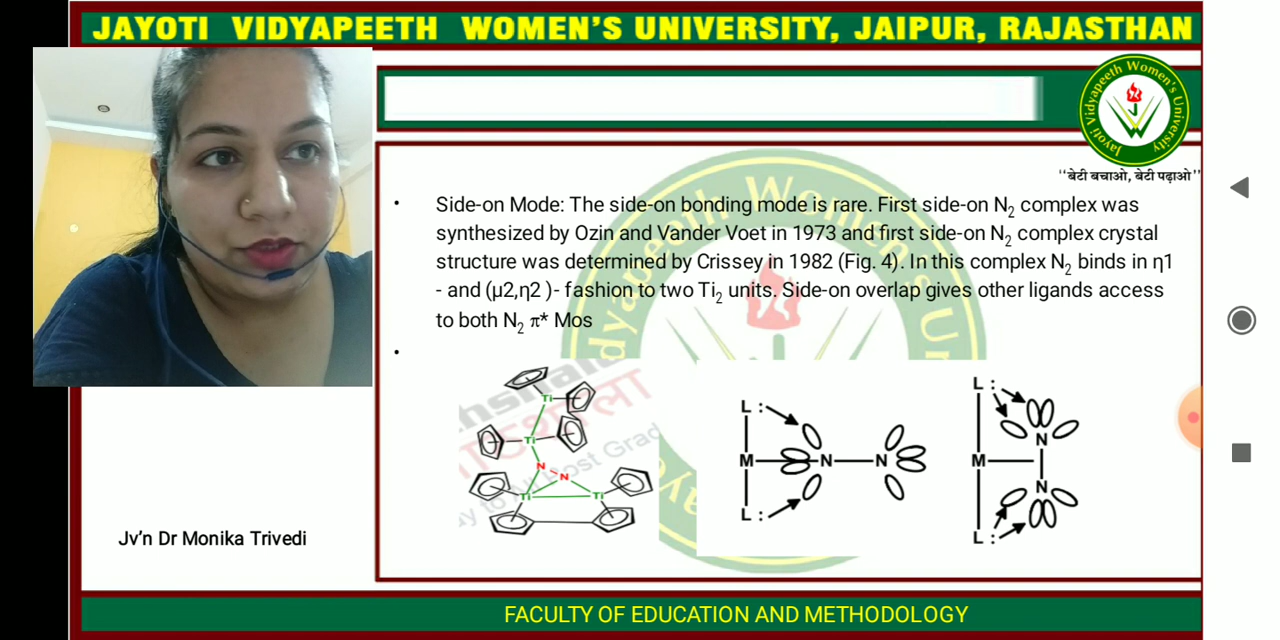 JAYOTI VIDYAPEETH WOMEN'S UNIVERSITY, JAIPUR, RAJASTHAN
Jayoti Vidyapeeth Women's University
"बेटी बचाओ, बेटी पढ़ाओ"
• Side-on Mode: The side-on bonding mode is rare. First side-on N2 complex was
synthesized by Ozin and Vander Voet in 1973 and first side-on N2 complex crystal
structure was determined by Crissey in 1982 (Fig. 4). In this complex N2 binds in η1
- and (μ2,η2 )- fashion to two Ti2 units. Side-on overlap gives other ligands access
to both N2 π* Mos
•
Ti
Ti
N N
Ti Ti
L :
M N N
L :
L :
N
M
N
L :
Jv'n Dr Monika Trivedi
FACULTY OF EDUCATION AND METHODOLOGY